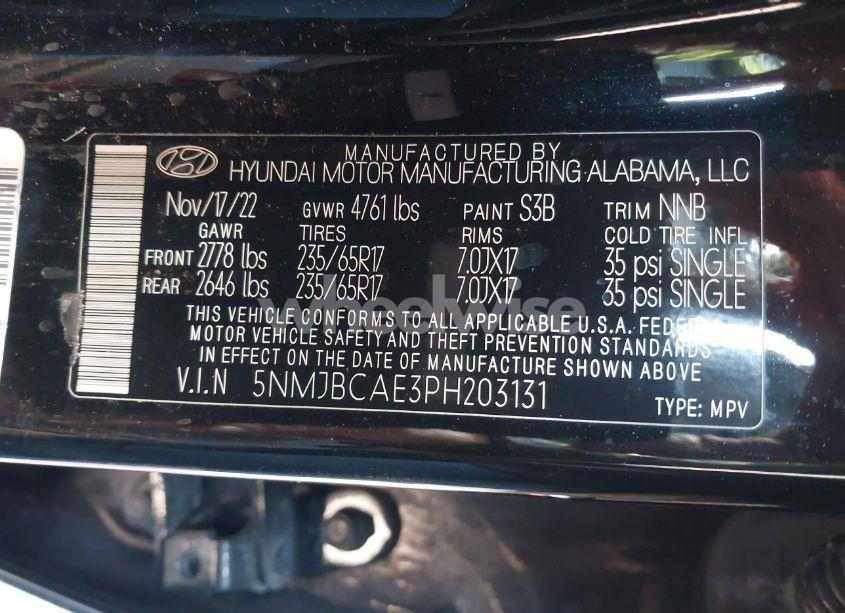 MANUFACTURED BY
HYUNDAI MOTOR MANUFACTURING ALABAMA, LLC
Nov/17/22 GVWR 4761 lbs PAINT S3B TRIM NNB
GAWR TIRES RIMS COLD TIRE INFL
FRONT 2778 lbs 235/65R17 7.0JX17 35 psi SINGLE
REAR 2646 lbs 235/65R17 7.0JX17 35 psi SINGLE
wheelwise
THIS VEHICLE CONFORMS TO ALL APPLICABLE U.S.A. FEDERAL
MOTOR VEHICLE SAFETY AND THEFT PREVENTION STANDARDS
IN EFFECT ON THE DATE OF MANUFACTURE SHOWN ABOVE
V.I.N 5NMJBCAE3PH203131 TYPE: MPV